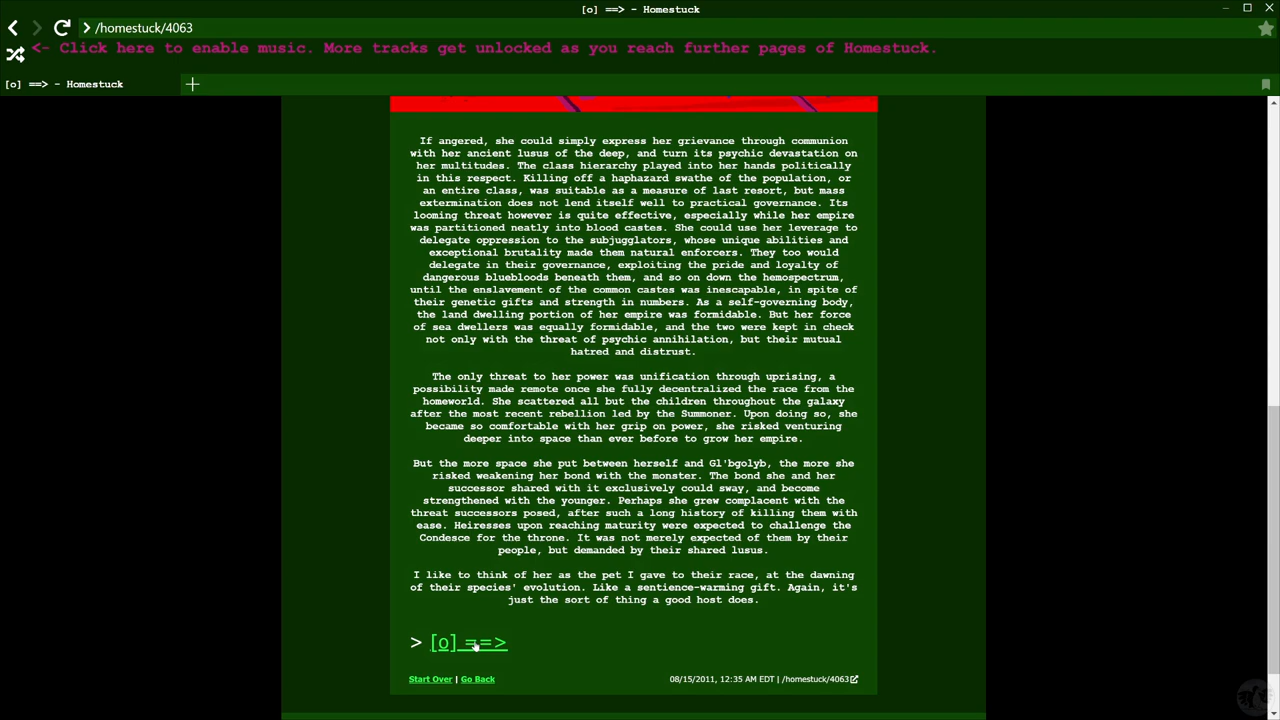 [o] ==> - Homestuck
/homestuck/4063
<- Click here to enable music. More tracks get unlocked as you reach further pages of Homestuck.
[o] ==> - Homestuck
If angered, she could simply express her grievance through communion
with her ancient lusus of the deep, and turn its psychic devastation on
her multitudes. The class hierarchy played into her hands politically
in this respect. Killing off a haphazard swathe of the population, or
an entire class, was suitable as a measure of last resort, but mass
extermination does not lend itself well to practical governance. Its
looming threat however is quite effective, especially while her empire
was partitioned neatly into blood castes. She could use her leverage to
delegate oppression to the subjugglators, whose unique abilities and
exceptional brutality made them natural enforcers. They too would
delegate in their governance, exploiting the pride and loyalty of
dangerous bluebloods beneath them, and so on down the hemospectrum,
until the enslavement of the common castes was inescapable, in spite of
their genetic gifts and strength in numbers. As a self-governing body,
the land dwelling portion of her empire was formidable. But her force
of sea dwellers was equally formidable, and the two were kept in check
not only with the threat of psychic annihilation, but their mutual
hatred and distrust.
The only threat to her power was unification through uprising, a
possibility made remote once she fully decentralized the race from the
homeworld. She scattered all but the children throughout the galaxy
after the most recent rebellion led by the Summoner. Upon doing so, she
became so comfortable with her grip on power, she risked venturing
deeper into space than ever before to grow her empire.
But the more space she put between herself and Gl'bgolyb, the more she
risked weakening her bond with the monster. The bond she and her
successor shared with it exclusively could sway, and become
strengthened with the younger. Perhaps she grew complacent with the
threat successors posed, after such a long history of killing them with
ease. Heiresses upon reaching maturity were expected to challenge the
Condesce for the throne. It was not merely expected of them by their
people, but demanded by their shared lusus.
I like to think of her as the pet I gave to their race, at the dawning
of their species' evolution. Like a sentience-warming gift. Again, it's
just the sort of thing a good host does.
> [o] ==>
Start Over | Go Back
08/15/2011, 12:35 AM EDT | /homestuck/4063